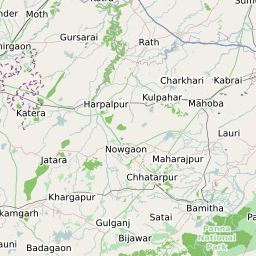 Moth
Gursarai
Rath
Charkhari
Kabrai
Kulpahar
Harpalpur
Mahoba
Katera
Lauri
Nowgaon
Jatara
Maharajpur
Chhatarpur
Khargapur
Bamitha
Satai
Gulganj
Panna
National
Park
Bijawar
Badagaon